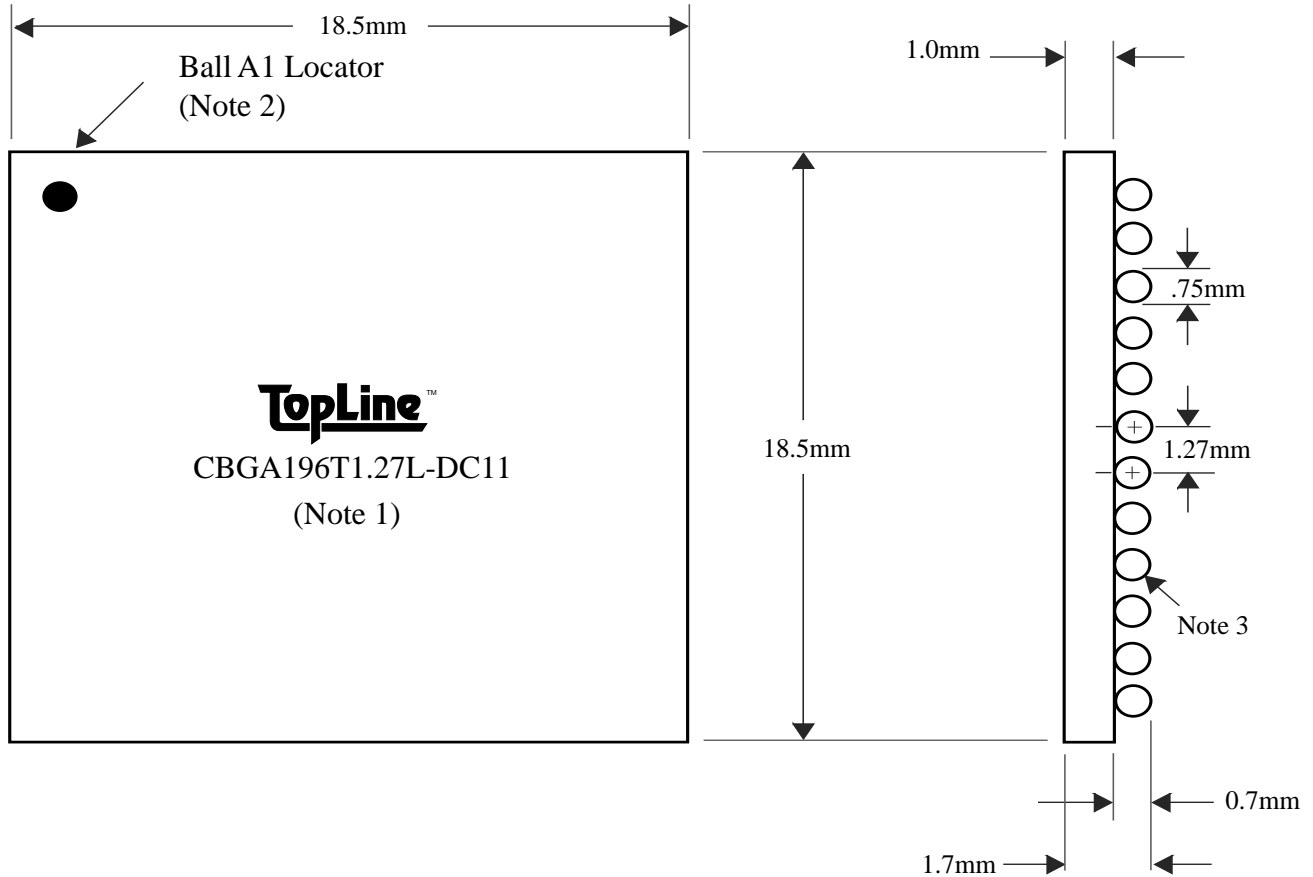 18.5mm
Ball A1 Locator
(Note 2)
1.0mm
.75mm
TopLine™
CBGA196T1.27L-DC11
(Note 1)
18.5mm
1.27mm
Note 3
0.7mm
1.7mm